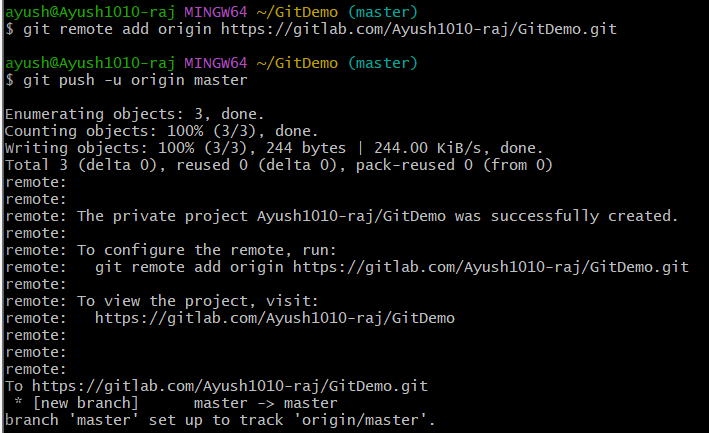 ayush@Ayush1010-raj MINGW64 ~/GitDemo (master)
$ git remote add origin https://gitlab.com/Ayush1010-raj/GitDemo.git
ayush@Ayush1010-raj MINGW64 ~/GitDemo (master)
$ git push -u origin master
Enumerating objects: 3, done.
Counting objects: 100% (3/3), done.
Writing objects: 100% (3/3), 244 bytes | 244.00 KiB/s, done.
Total 3 (delta 0), reused 0 (delta 0), pack-reused 0 (from 0)
remote:
remote:
remote: The private project Ayush1010-raj/GitDemo was successfully created.
remote:
remote: To configure the remote, run:
remote:   git remote add origin https://gitlab.com/Ayush1010-raj/GitDemo.git
remote:
remote: To view the project, visit:
remote:   https://gitlab.com/Ayush1010-raj/GitDemo
remote:
remote:
remote:
To https://gitlab.com/Ayush1010-raj/GitDemo.git
 * [new branch]      master -> master
branch 'master' set up to track 'origin/master'.